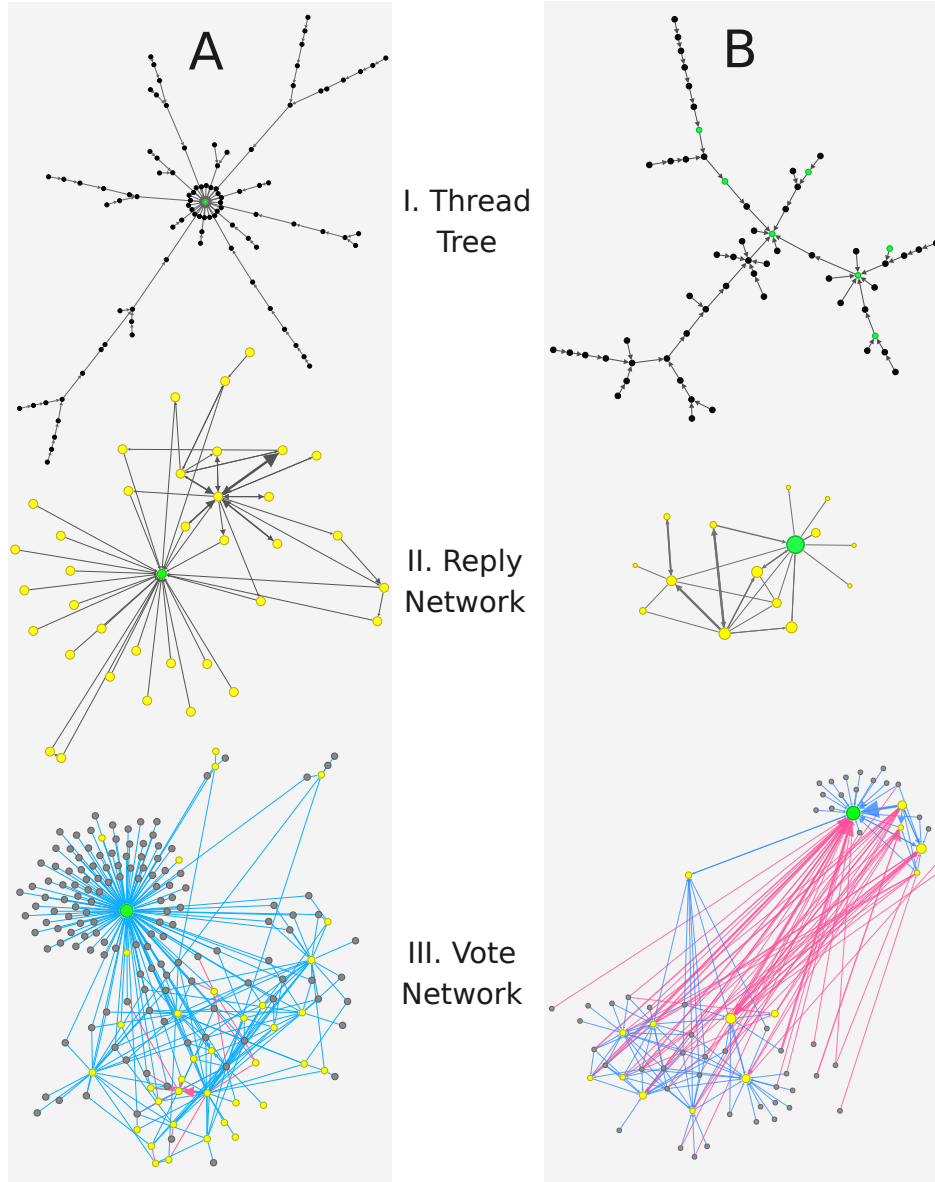 A
B
I. Thread
Tree
II. Reply
Network
III. Vote
Network